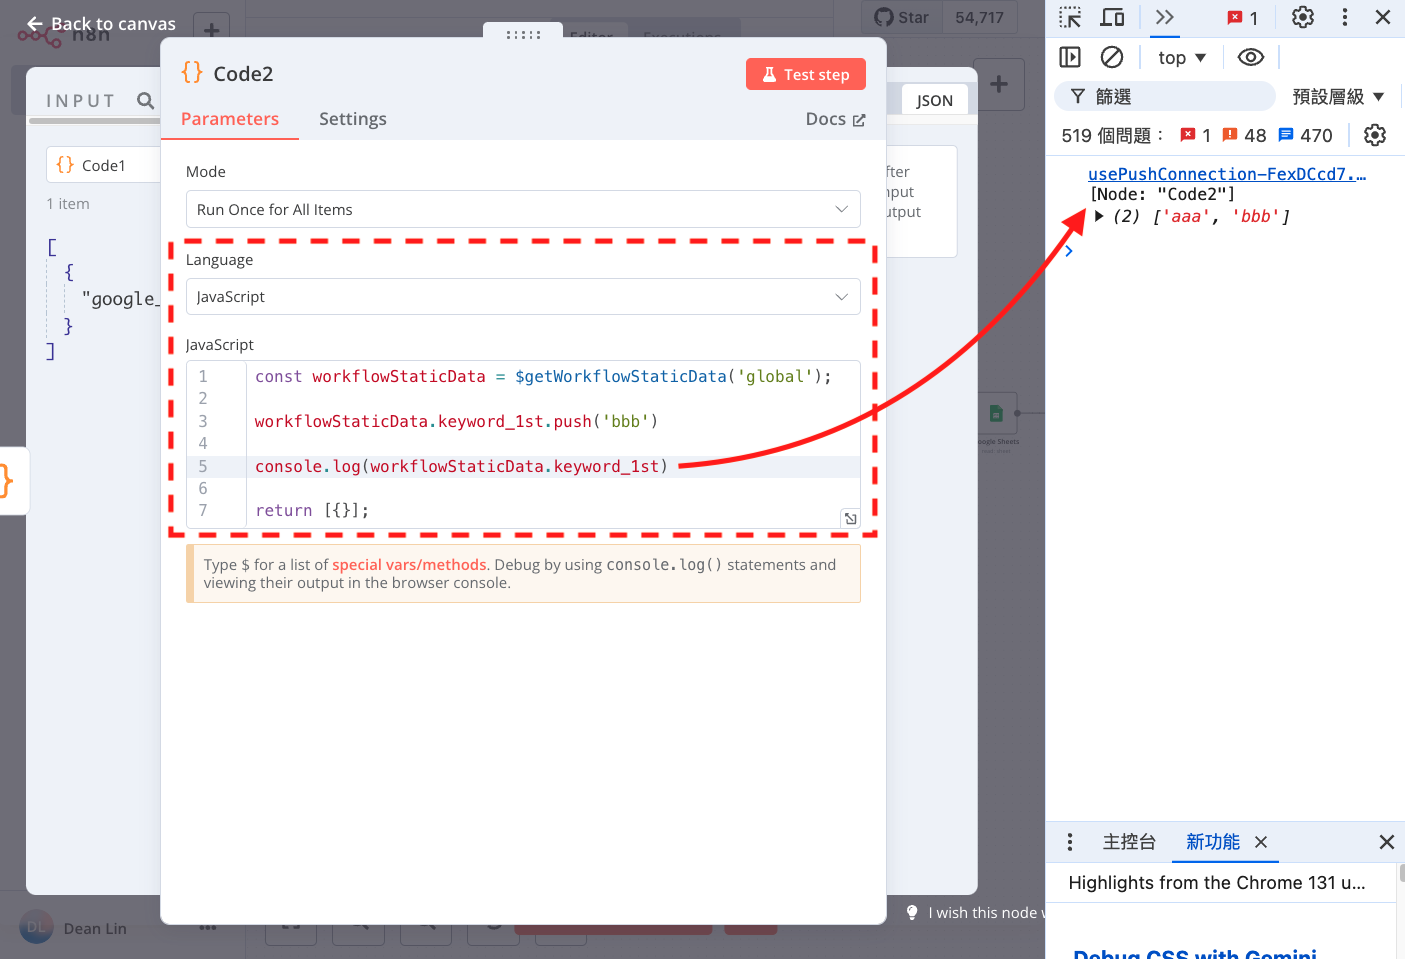 Back to canvas
n8n
Editor
Executions
Star
54,717
INPUT
Code1
1 item
[
{
"google_
}
]
{} Code2
Test step
Parameters
Settings
Docs
Mode
Run Once for All Items
Language
JavaScript
JavaScript
1 const workflowStaticData = $getWorkflowStaticData('global');
2
3 workflowStaticData.keyword_1st.push('bbb')
4
5 console.log(workflowStaticData.keyword_1st)
6
7 return [{}];
Type $ for a list of special vars/methods. Debug by using console.log() statements and
viewing their output in the browser console.
JSON
fter
nput
utput
Google Sheets
Dean Lin
DL
I wish this node w
1
top
篩選
預設層級
519 個問題：
1
48
470
usePushConnection-FexDCcd7.…
[Node: "Code2"]
(2) ['aaa', 'bbb']
主控台
新功能
Highlights from the Chrome 131 u...
Debug CSS with Gemini